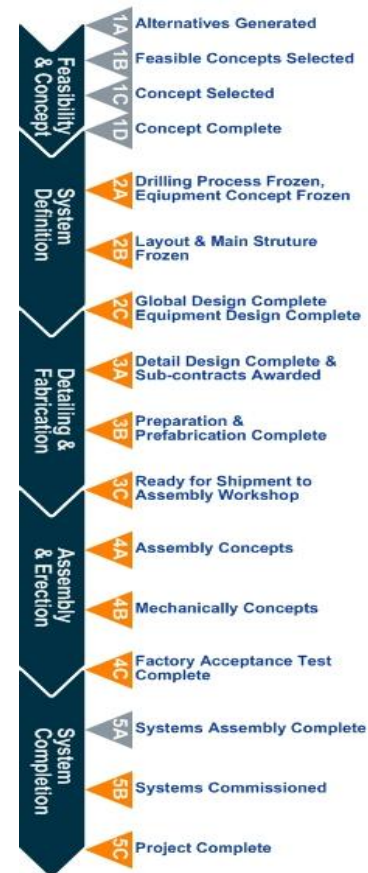 Feasibility
& Concept
1A
Alternatives Generated
1B
Feasible Concepts Selected
1C
Concept Selected
1D
Concept Complete
System
Definition
2A
Drilling Process Frozen,
Eqiupment Concept Frozen
2B
Layout & Main Struture
Frozen
2C
Global Design Complete
Equipment Design Complete
Detailing &
Fabrication
3A
Detail Design Complete &
Sub-contracts Awarded
3B
Preparation &
Prefabrication Complete
3C
Ready for Shipment to
Assembly Workshop
Assembly
& Erection
4A
Assembly Concepts
4B
Mechanically Concepts
4C
Factory Acceptance Test
Complete
System
Completion
5A
Systems Assembly Complete
5B
Systems Commissioned
5C
Project Complete